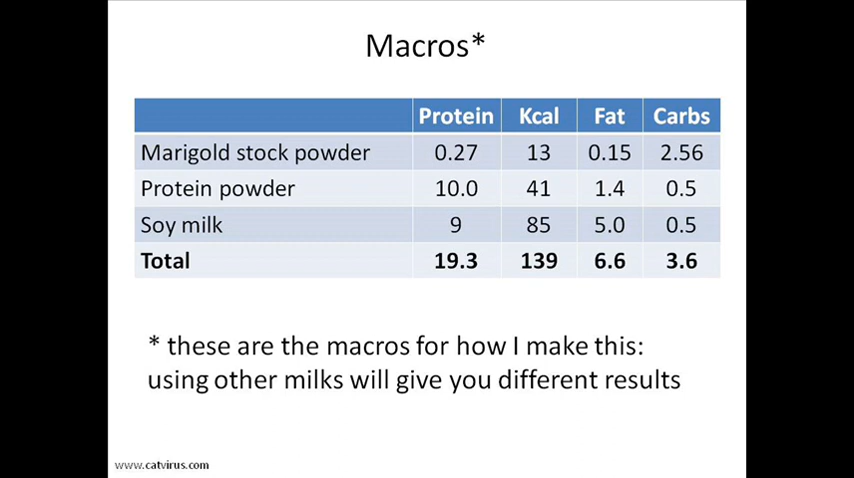 Macros*
Protein Kcal Fat Carbs
Marigold stock powder 0.27 13 0.15 2.56
Protein powder 10.0 41 1.4 0.5
Soy milk 9 85 5.0 0.5
Total 19.3 139 6.6 3.6
* these are the macros for how I make this:
using other milks will give you different results
www.catvirus.com